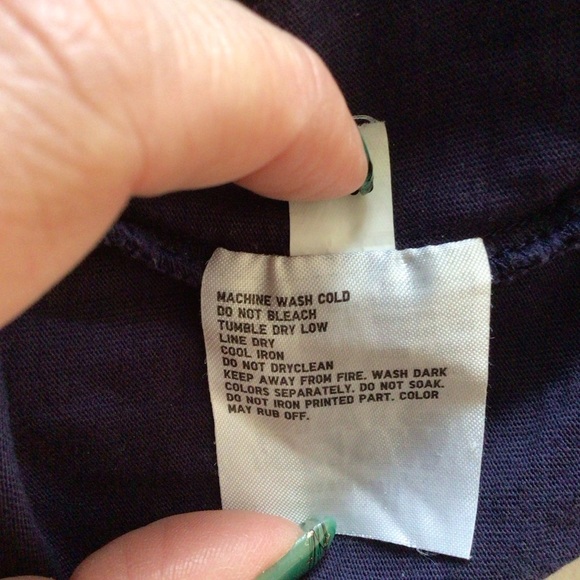 MACHINE WASH COLD
DO NOT BLEACH
TUMBLE DRY LOW
LINE DRY
COOL IRON
DO NOT DRYCLEAN
KEEP AWAY FROM FIRE. WASH DARK
COLORS SEPARATELY. DO NOT SOAK.
DO NOT IRON PRINTED PART. COLOR
MAY RUB OFF.